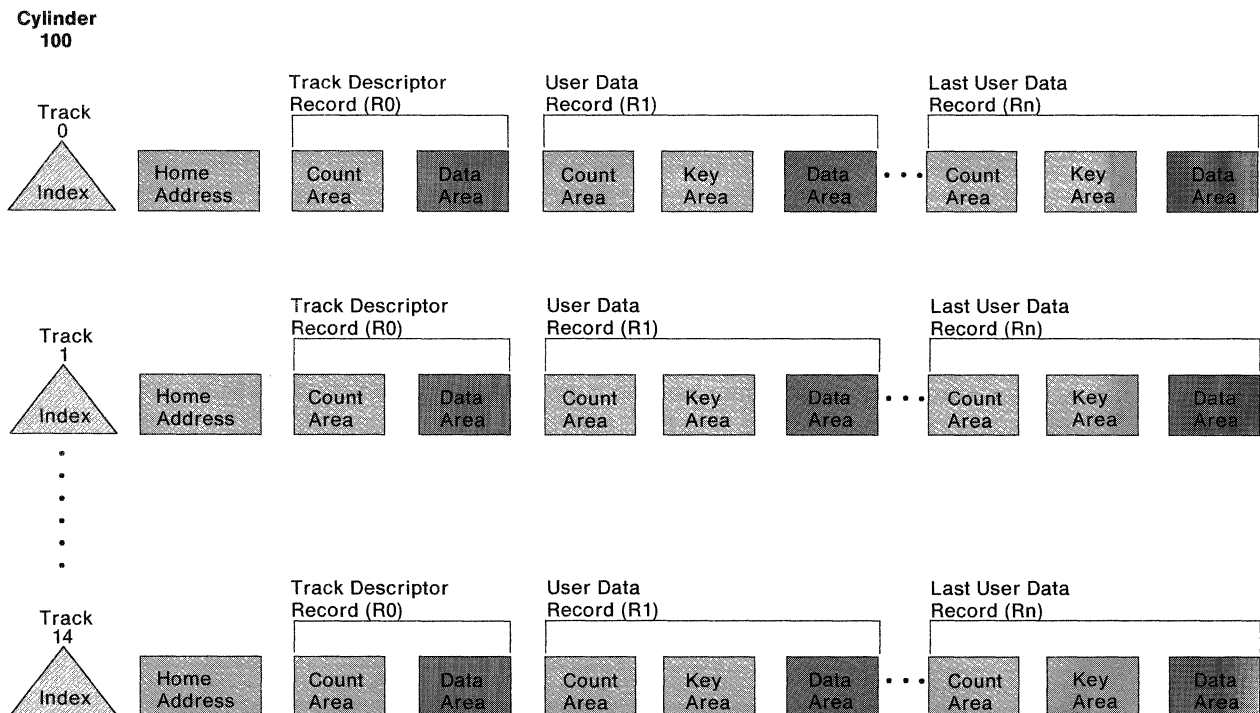 Cylinder
100
Track Descriptor User Data Last User Data
Record (R0) Record (R1) Record (Rn)
Track
0
Index
Home Count Data Count Key Data Count Key Data
Address Area Area Area Area Area Area Area Area
Track Descriptor User Data Last User Data
Record (R0) Record (R1) Record (Rn)
Track
1
Index
Home Count Data Count Key Data Count Key Data
Address Area Area Area Area Area Area Area Area
Track Descriptor User Data Last User Data
Record (R0) Record (R1) Record (Rn)
Track
14
Index
Home Count Data Count Key Data Count Key Data
Address Area Area Area Area Area Area Area Area